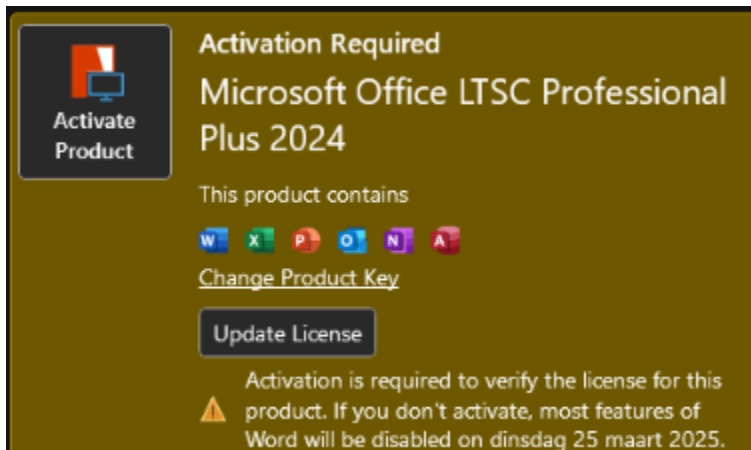 Activate
Product
Activation Required
Microsoft Office LTSC Professional
Plus 2024
This product contains
W X P O N A
Change Product Key
Update License
Activation is required to verify the license for this
product. If you don't activate, most features of
Word will be disabled on dinsdag 25 maart 2025.